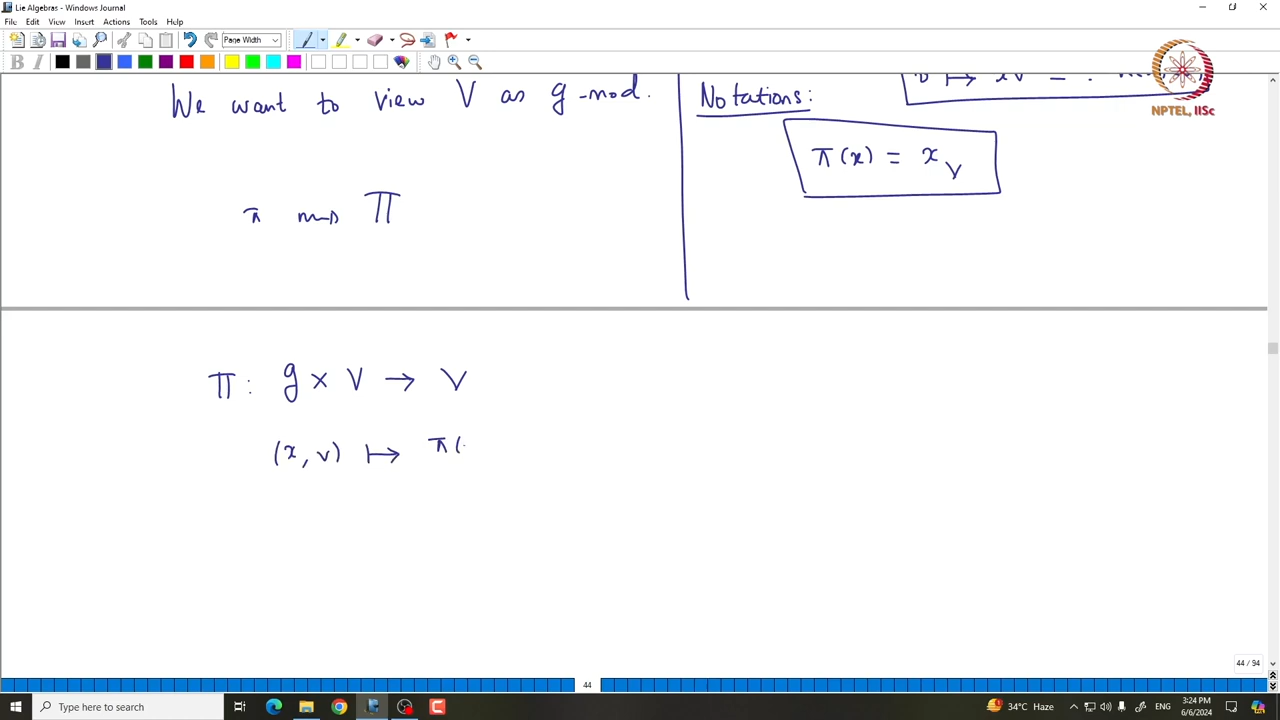 Lie Algebras - Windows Journal
File Edit View Insert Actions Tools Help
Page Width
B I
We want to view V as g-mod.
π ⇝ Π
Notations:
π(x) = x_V
NPTEL, IISc
Π: g × V → V
(x, v) ↦ π(
44 / 94
44
Type here to search
34°C Haze
3:24 PM
6/6/2024